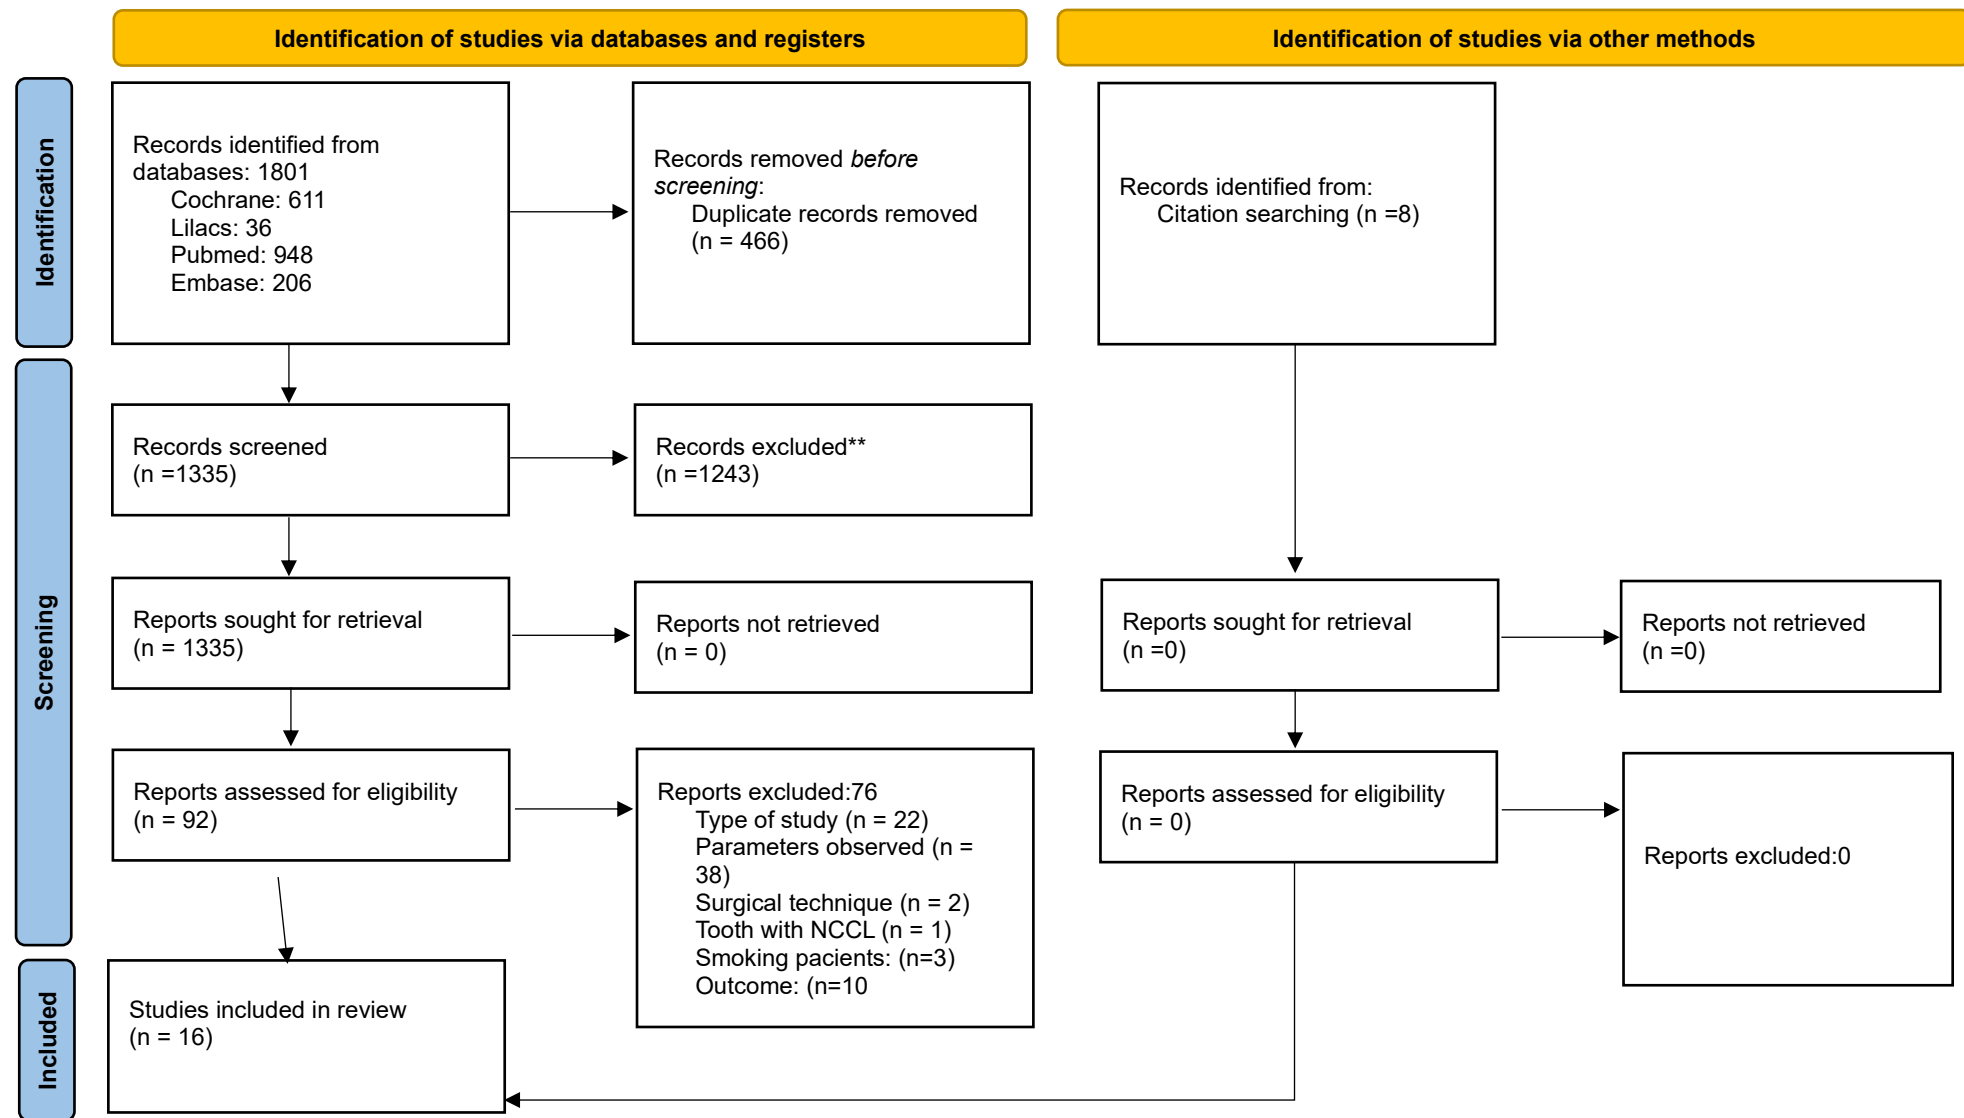 Identification of studies via databases and registers
Identification of studies via other methods
Identification
Records identified from
databases: 1801
Cochrane: 611
Lilacs: 36
Pubmed: 948
Embase: 206
Records removed before
screening:
Duplicate records removed
(n = 466)
Records identified from:
Citation searching (n =8)
Screening
Records screened
(n =1335)
Records excluded**
(n =1243)
Reports sought for retrieval
(n = 1335)
Reports not retrieved
(n = 0)
Reports sought for retrieval
(n =0)
Reports not retrieved
(n =0)
Reports assessed for eligibility
(n = 92)
Reports excluded:76
Type of study (n = 22)
Parameters observed (n =
38)
Surgical technique (n = 2)
Tooth with NCCL (n = 1)
Smoking pacients: (n=3)
Outcome: (n=10
Reports assessed for eligibility
(n = 0)
Reports excluded:0
Included
Studies included in review
(n = 16)